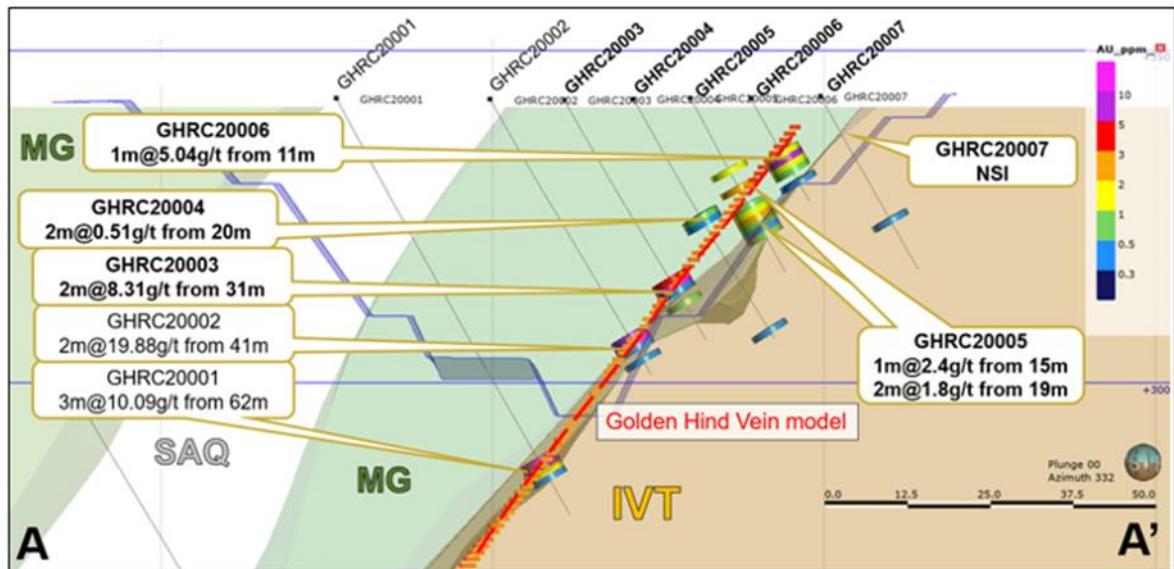 GHRC20001
GHRC20002
GHRC20003
GHRC20004
GHRC20005
GHRC200006
GHRC20007
AU_ppm
GHRC20001
GHRC20002
GHRC20003
GHRC20004
GHRC20005
GHRC20006
GHRC20007
10
5
3
2
1
0.5
0.3
MG
GHRC20006
1m@5.04g/t from 11m
GHRC20007
NSI
GHRC20004
2m@0.51g/t from 20m
GHRC20003
2m@8.31g/t from 31m
GHRC20002
2m@19.88g/t from 41m
GHRC20001
3m@10.09g/t from 62m
GHRC20005
1m@2.4g/t from 15m
2m@1.8g/t from 19m
+300
Golden Hind Vein model
SAQ
MG
IVT
Plunge 00
Azimuth 332
0.0 12.5 25.0 37.5 50.0
A
A'